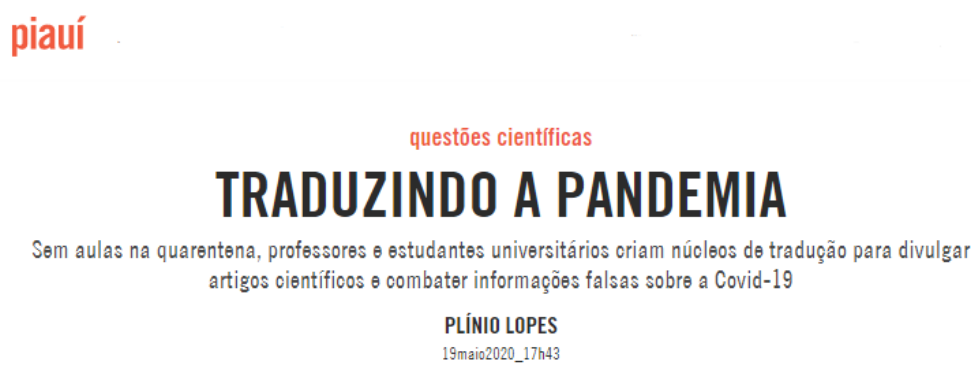 piauí
questões científicas
TRADUZINDO A PANDEMIA
Sem aulas na quarentena, professores e estudantes universitários criam núcleos de tradução para divulgar
artigos científicos e combater informações falsas sobre a Covid-19
PLÍNIO LOPES
19maio2020_17h43